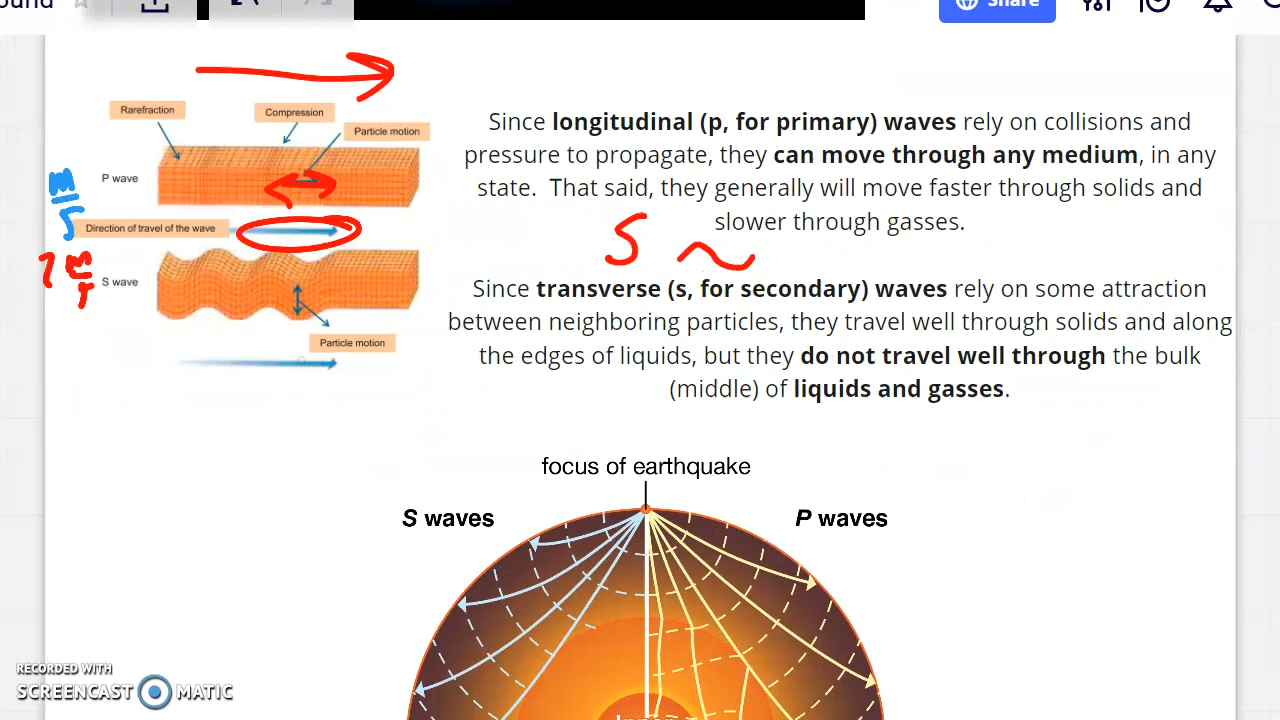 ound
Share
Rarefraction
Compression
Particle motion
P wave
m
s
Direction of travel of the wave
m
S wave
Particle motion
Since longitudinal (p, for primary) waves rely on collisions and
pressure to propagate, they can move through any medium, in any
state. That said, they generally will move faster through solids and
slower through gasses.
S
Since transverse (s, for secondary) waves rely on some attraction
between neighboring particles, they travel well through solids and along
the edges of liquids, but they do not travel well through the bulk
(middle) of liquids and gasses.
focus of earthquake
S waves
P waves
RECORDED WITH
SCREENCAST MATIC